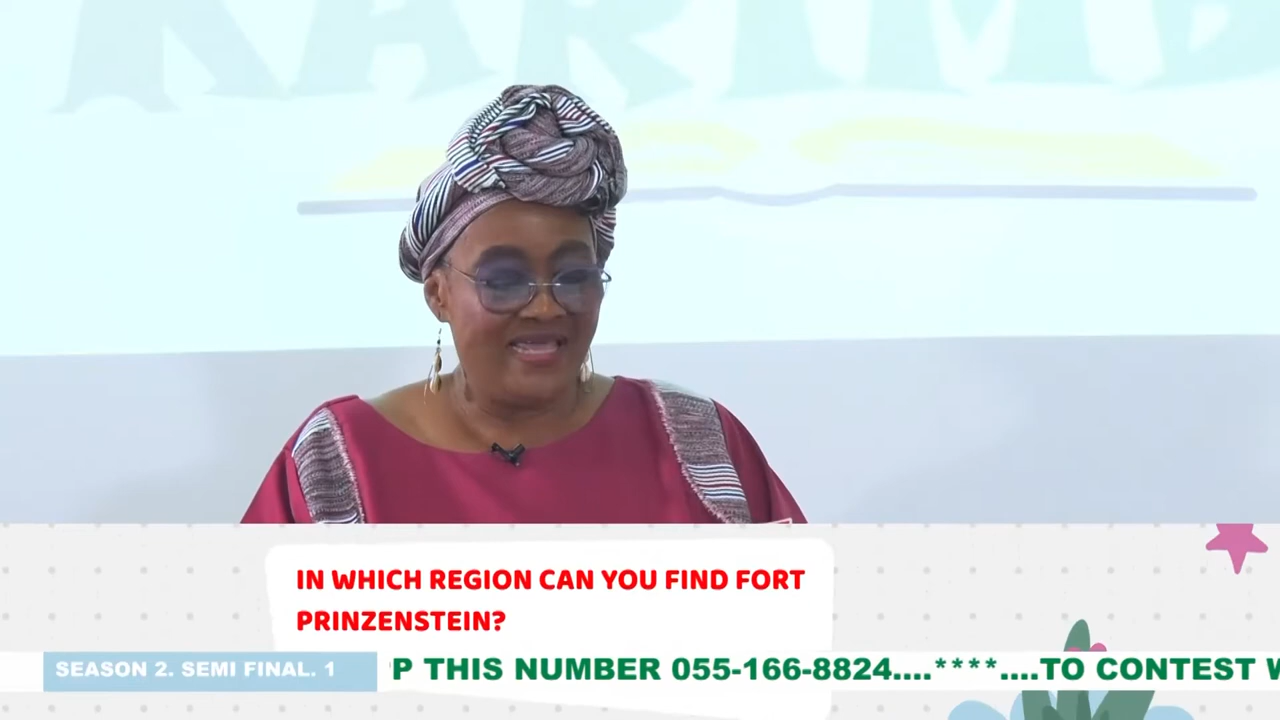 KARIMB
IN WHICH REGION CAN YOU FIND FORT
PRINZENSTEIN?
SEASON 2. SEMI FINAL. 1
P THIS NUMBER 055-166-8824....****....TO CONTEST W